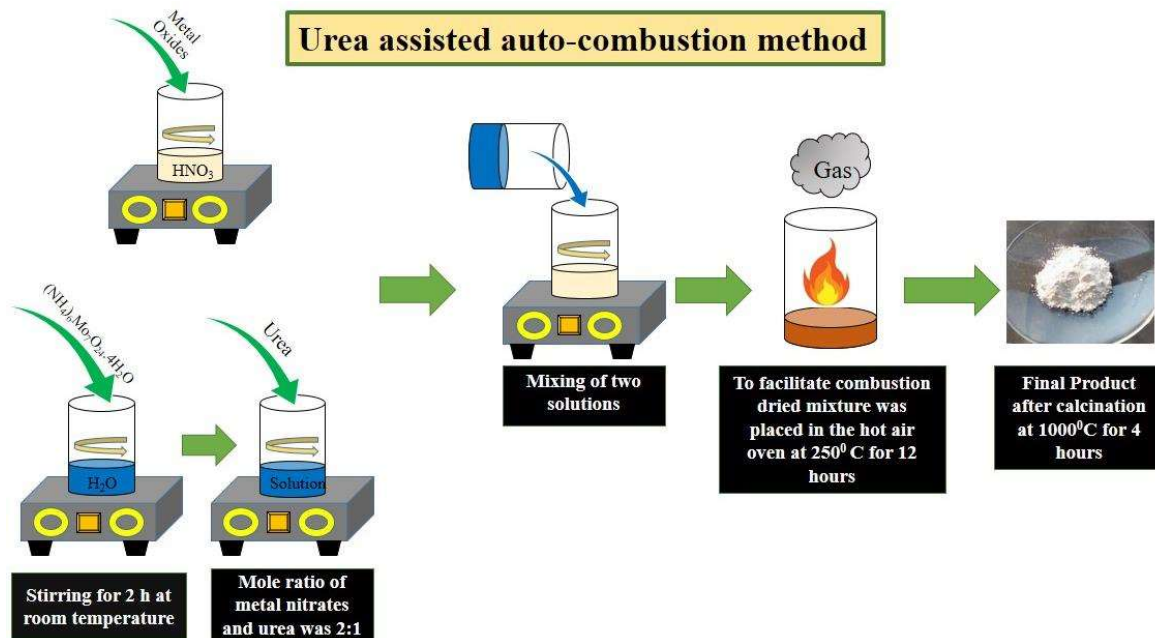 Urea assisted auto-combustion method
Metal
Oxides
HNO₃
(NH₄)₆Mo₇O₂₄.4H₂O
H₂O
Stirring for 2 h at
room temperature
Urea
Solution
Mole ratio of
metal nitrates
and urea was 2:1
Mixing of two
solutions
Gas
To facilitate combustion
dried mixture was
placed in the hot air
oven at 250⁰ C for 12
hours
Final Product
after calcination
at 1000⁰C for 4
hours